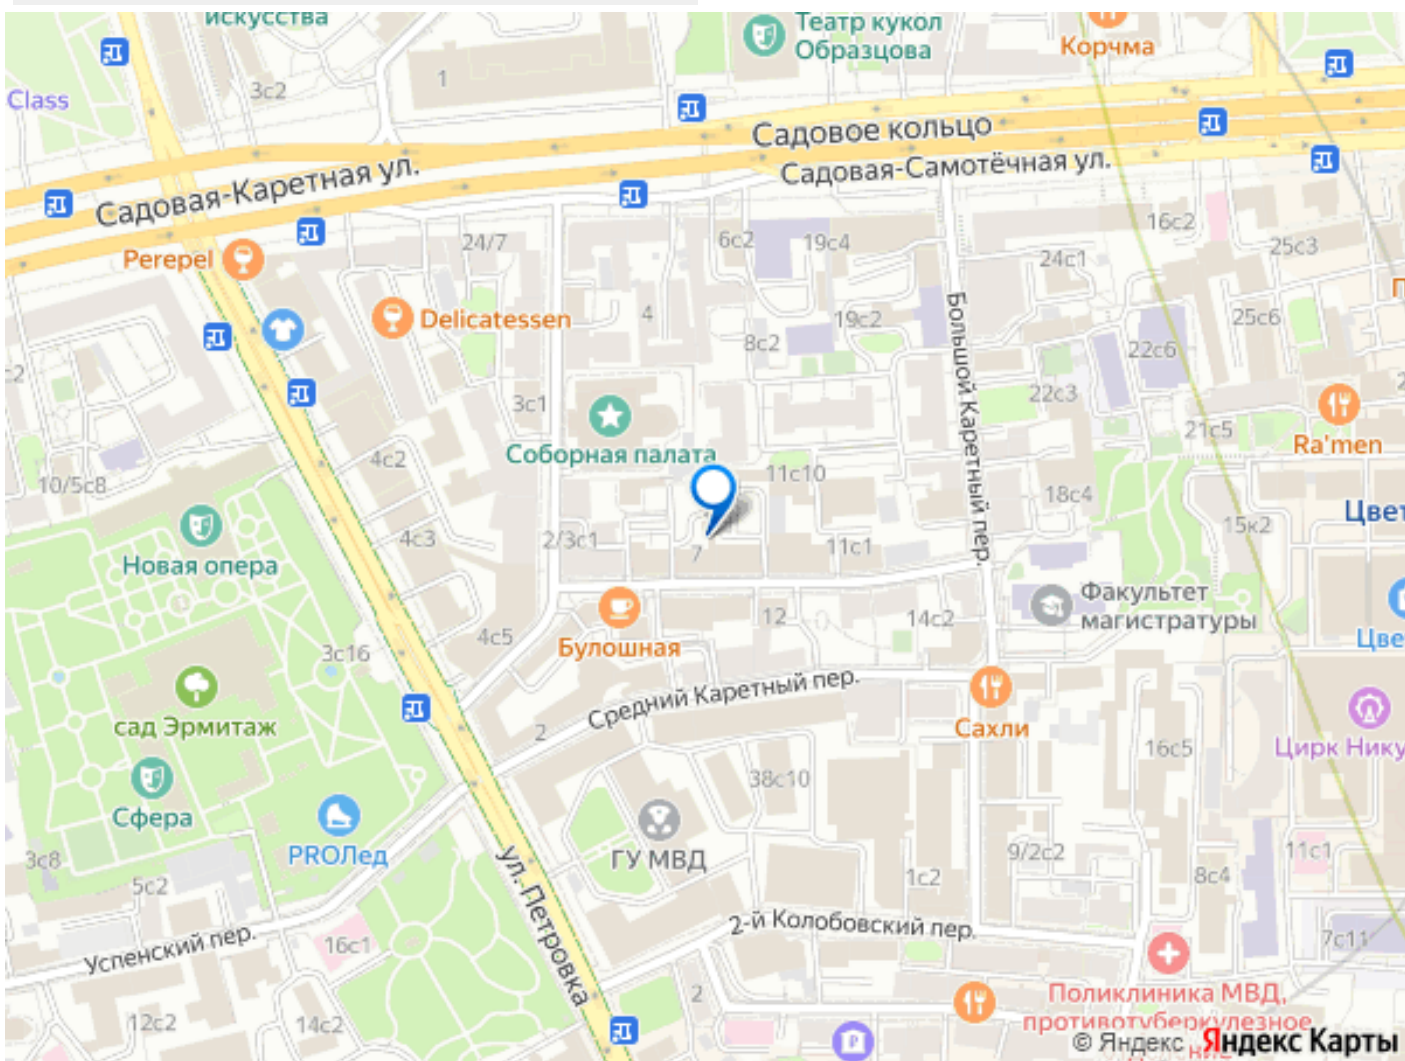 искусства
Театр кукол
Образцова
Корчма
Class
3с2
1
Садовое кольцо
Садовая-Самотёчная ул.
Садовая-Каретная ул.
16с2
Perepel
24/7
6с2
19с4
24с1
25с3
Delicatessen
4
19с2
25с6
8с2
22с6
Большой Каретный пер.
3с1
22с3
Ra'men
21с5
Соборная палата
4с2
11с10
10/5с8
18с4
Цвет
15к2
4с3
2/3с1
7
11с1
Новая опера
Факультет
магистратуры
12
14с2
4с5
Булошная
Цве
3с16
Средний Каретный пер.
сад Эрмитаж
2
Сахли
16с5
Цирк Нику
38с10
Сфера
PROЛед
ГУ МВД
3с8
5с2
ул. Петровка
9/2с2
11с1
1с2
8с4
2-й Колобовский пер.
Успенский пер.
16с1
7с11
2
Поликлиника МВД,
противотуберкулезное
12с2
14с2
© Яндекс Яндекс Карты